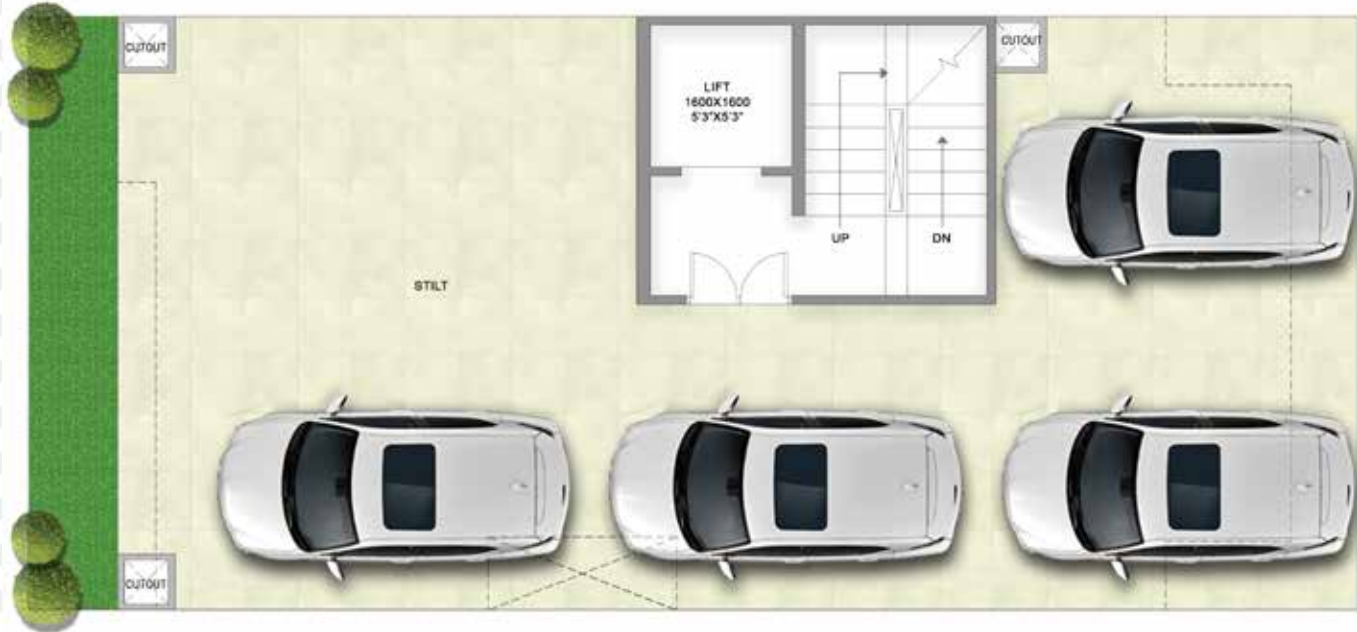 CUTOUT
CUTOUT
LIFT
1600X1600
5'3"X5'3"
UP
DN
STILT
CUTOUT